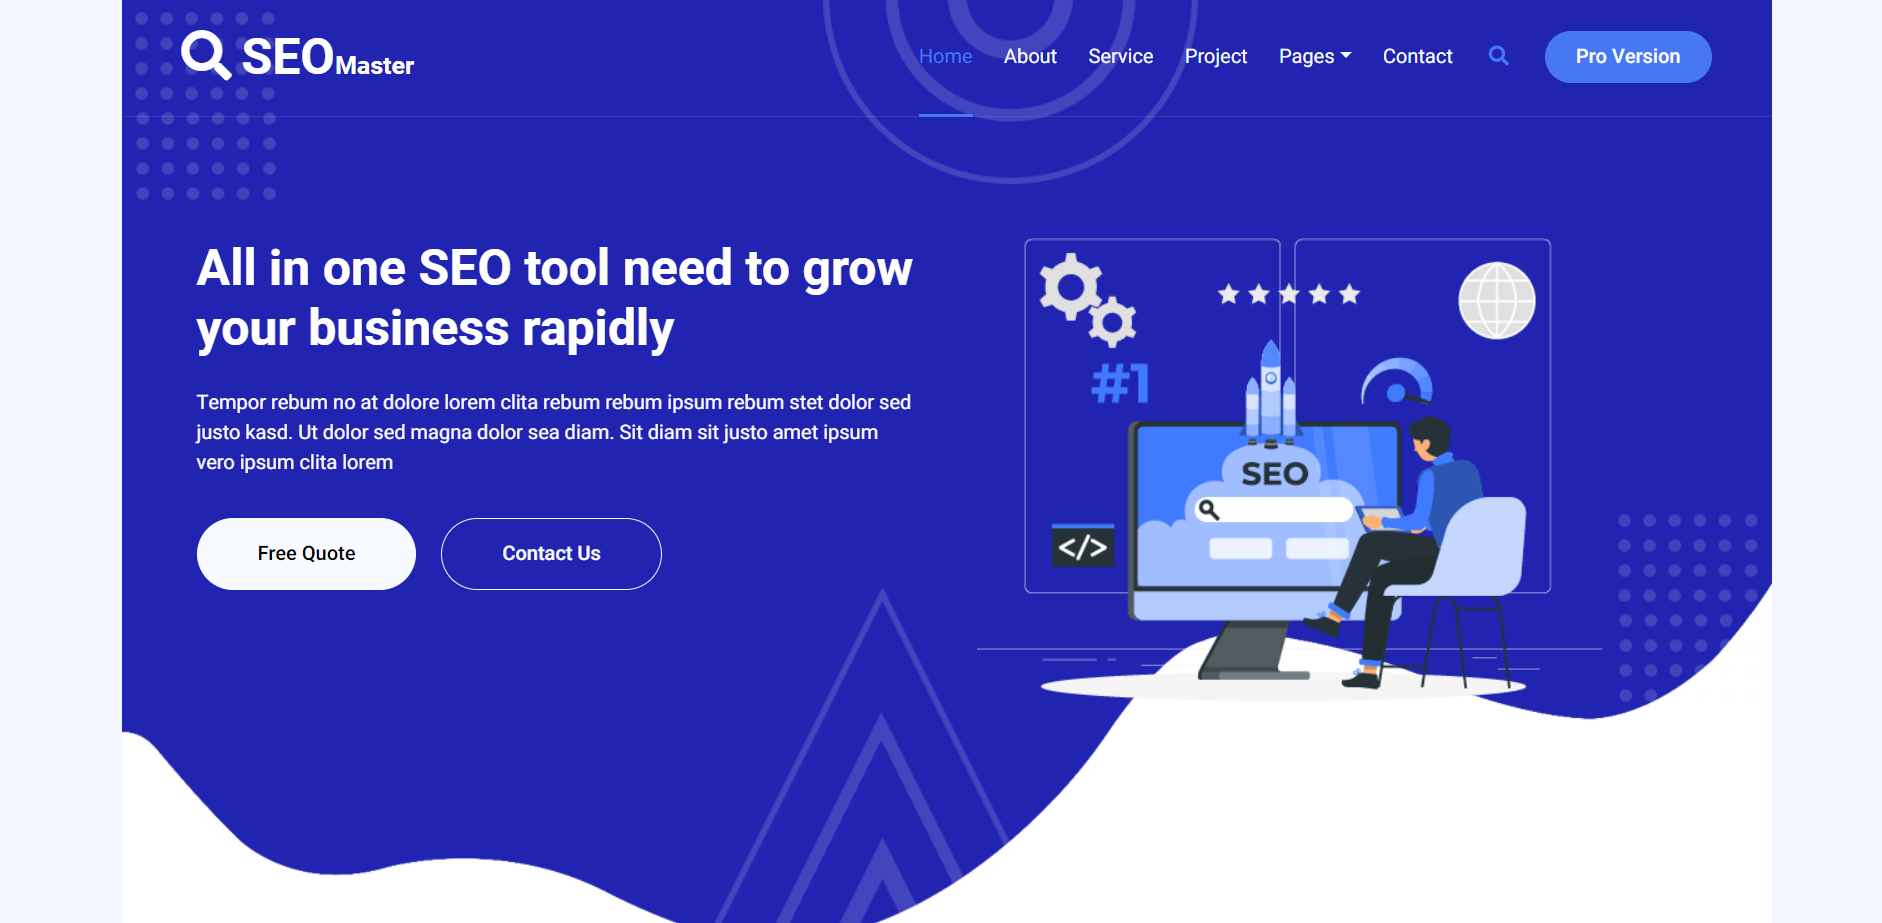 SEOMaster
Home About Service Project Pages Contact Pro Version
All in one SEO tool need to grow
your business rapidly
Tempor rebum no at dolore lorem clita rebum rebum ipsum rebum stet dolor sed
justo kasd. Ut dolor sed magna dolor sea diam. Sit diam sit justo amet ipsum
vero ipsum clita lorem
Free Quote Contact Us
#1
SEO
</>